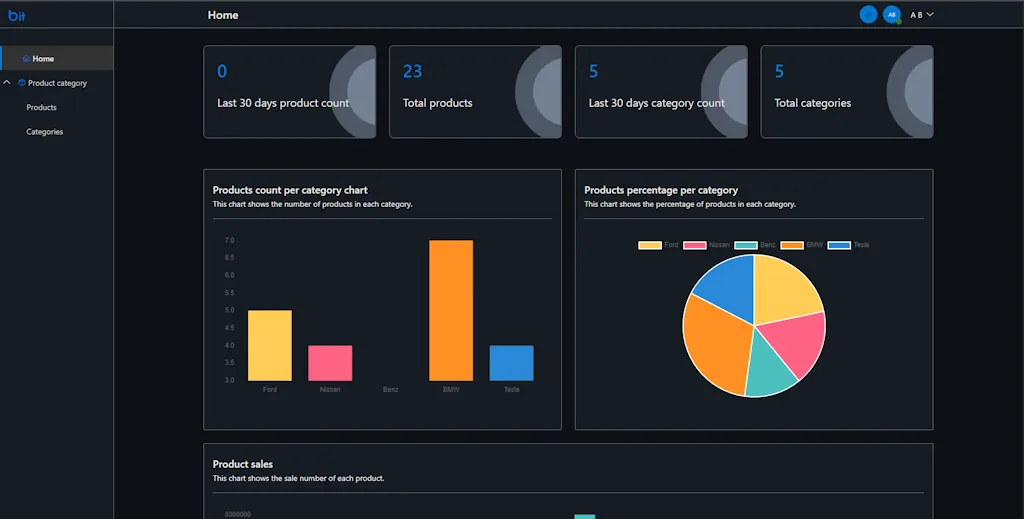 bit
Home
AB
A B
Home
Product category
Products
Categories
0
Last 30 days product count
23
Total products
5
Last 30 days category count
5
Total categories
Products count per category chart
This chart shows the number of products in each category.
7.0
6.5
6.0
5.5
5.0
4.5
4.0
3.5
3.0
Ford
Nissan
Benz
BMW
Tesla
Products percentage per category
This chart shows the percentage of products in each category.
Ford Nissan Benz BMW Tesla
Product sales
This chart shows the sale number of each product.
8000000